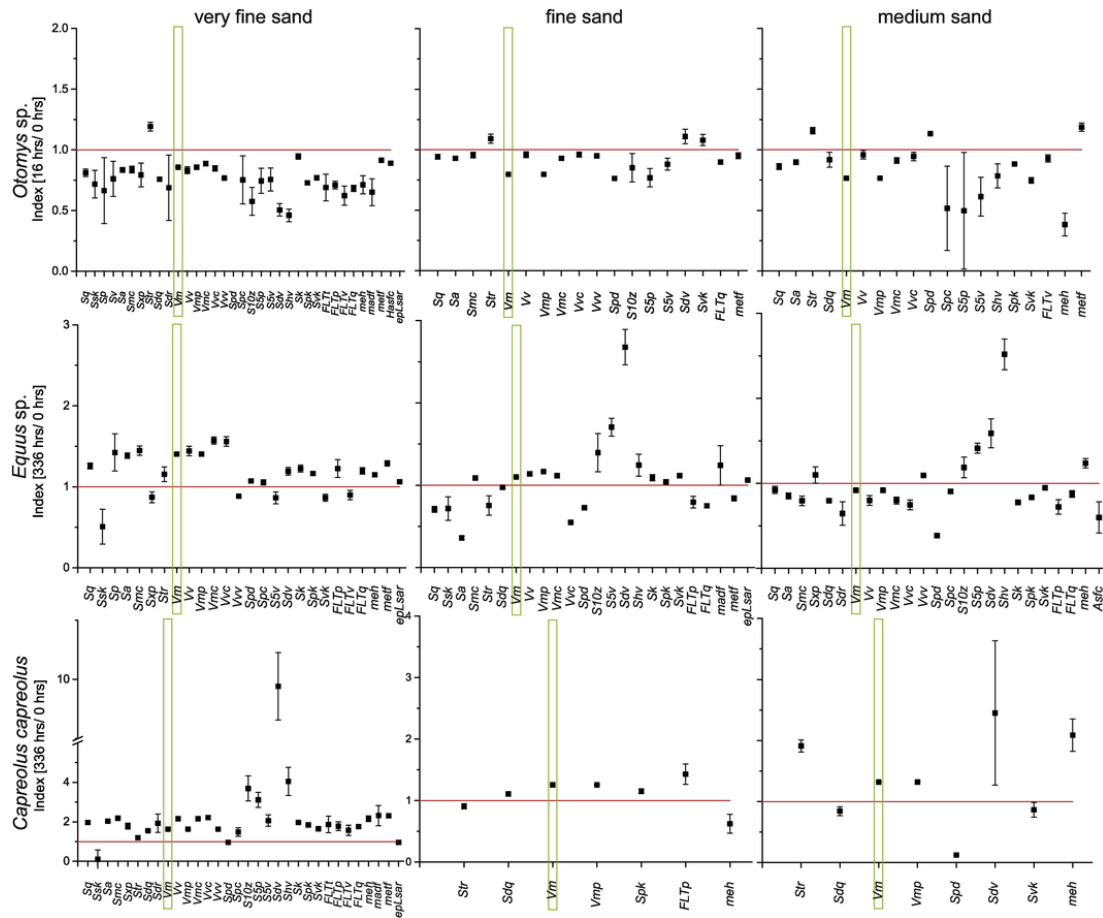 very fine sand fine sand medium sand
Otomys sp.
Index [16 hrs/ 0 hrs]
2.0
1.5
1.0
0.5
0.0
Sq Ssk Sp Sv Sa Smc Sxp Str Sdq Sdr Vm Vv Vmp Vmc Vvc Vvv Spd Spc S10z S5p S5v Sdv Shv Sk Spk Svk FLTt FLTp FLTv FLTq meh madf metf Hasfc epLsar
Sq Sa Smc Str Vm Vv Vmp Vmc Vvc Vvv Spd S10z S5p S5v Sdv Svk FLTq metf
Sq Sa Str Sdq Vm Vv Vmp Vmc Vvc Spd Spc S5p S5v Shv Spk Svk FLTv meh metf
Equus sp.
Index [336 hrs/ 0 hrs]
3
2
1
0
Sq Ssk Sp Sa Smc Sxp Str Vm Vv Vmp Vmc Vvc Vvv Spd Spc S5v Sdv Sk Spk Svk FLTp FLTv FLTq meh metf epLsar
Sq Ssk Sa Smc Str Sdq Vm Vv Vmp Vmc Vvc Spd S10z S5v Sdv Shv Sk Spk Svk FLTp FLTq madf metf epLsar
Sq Sa Smc Sxp Sdq Sdr Vm Vv Vmp Vmc Vvc Vvv Spd Spc S10z S5p Sdv Shv Sk Spk Svk FLTp FLTq meh Asfc
Capreolus capreolus
Index [336 hrs/ 0 hrs]
10
4
2
0
Sq Ssk Sa Smc Sxp Str Sdq Sdr Vm Vv Vmp Vmc Vvc Vvv Spd Spc S10z S5p S5v Sdv Shv Sk Spk Svk FLTt FLTp FLTv FLTq meh madf metf epLsar
4
3
2
1
0
Str Sdq Vm Vmp Spk FLTp meh
Str Sdq Vm Vmp Spd Sdv Svk meh